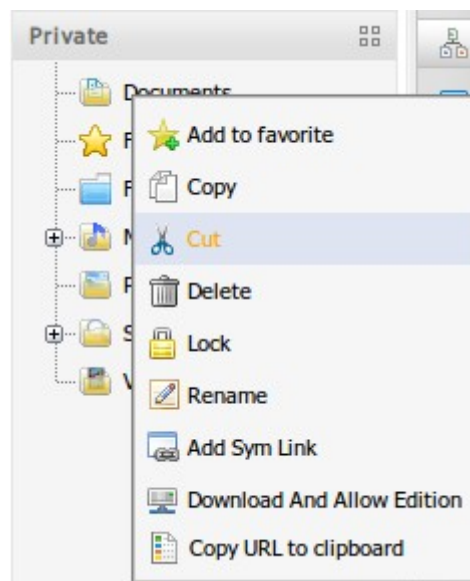 Private
Documents
Add to favorite
F
Copy
F
Cut
Delete
Lock
Rename
Add Sym Link
Download And Allow Edition
Copy URL to clipboard